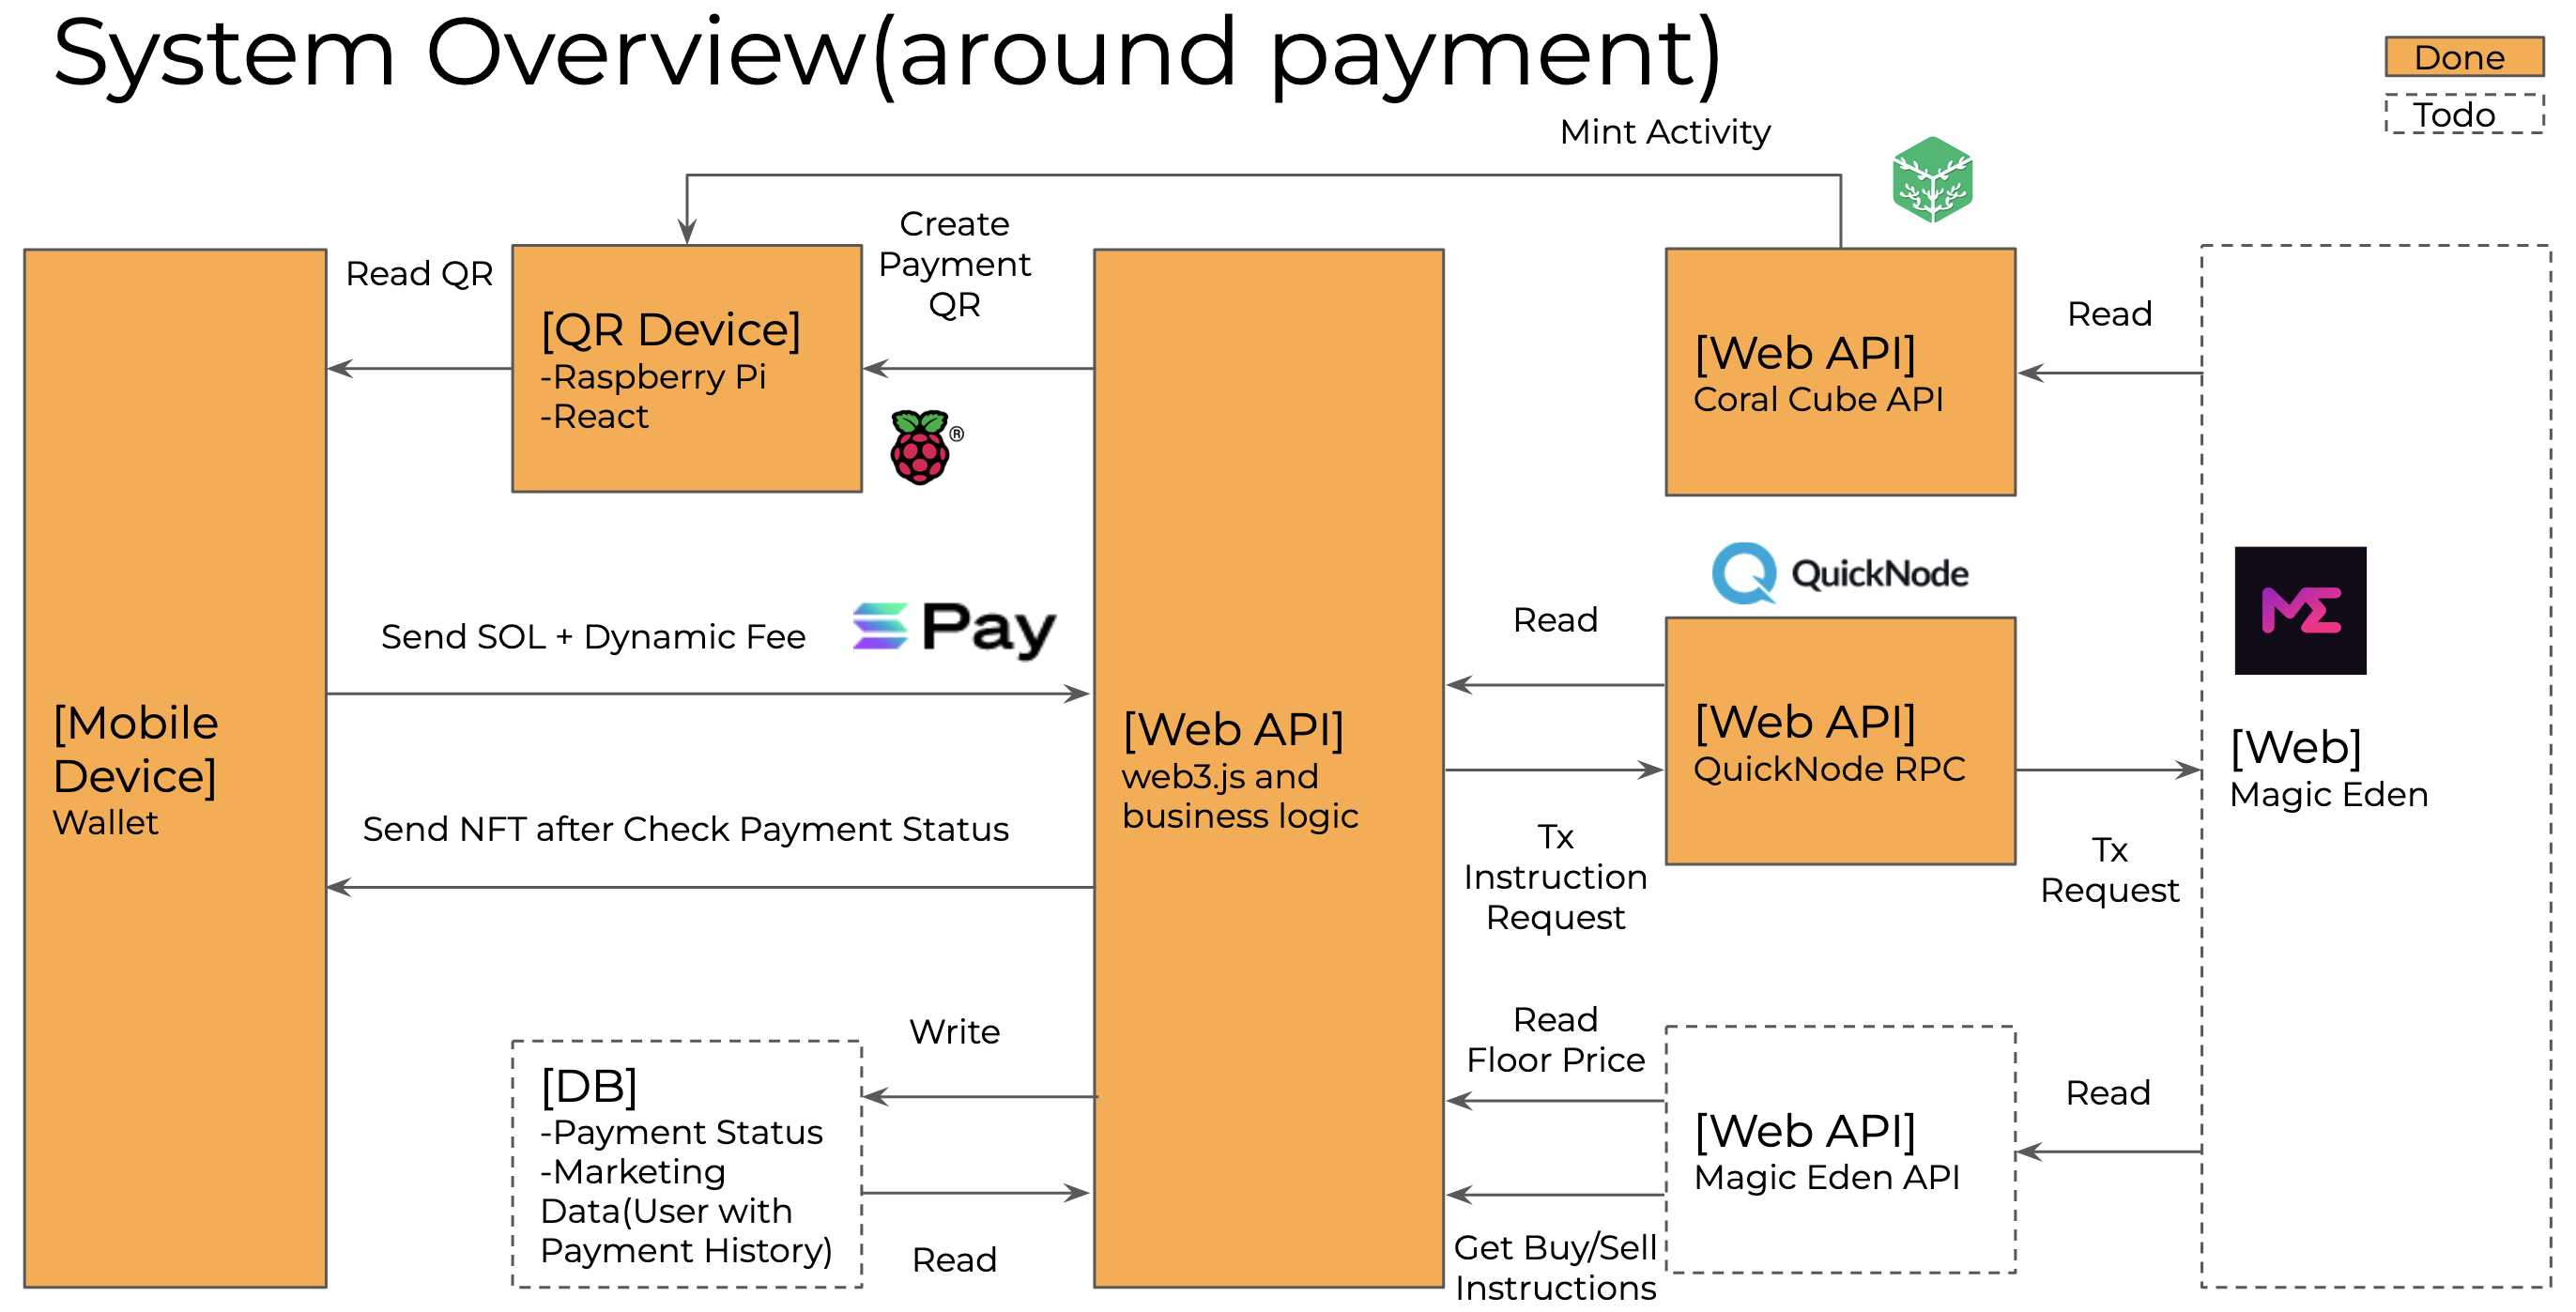 System Overview(around payment)
Done
Todo
Mint Activity
Create
Payment
QR
Read QR
[QR Device]
-Raspberry Pi
-React
®
[Web API]
Coral Cube API
Read
QuickNode
Read
Send SOL + Dynamic Fee
Pay
[Mobile
Device]
Wallet
[Web API]
web3.js and
business logic
[Web API]
QuickNode RPC
ME
[Web]
Magic Eden
Send NFT after Check Payment Status
Tx
Instruction
Request
Tx
Request
Write
[DB]
-Payment Status
-Marketing
Data(User with
Payment History)
Read
Read
Floor Price
[Web API]
Magic Eden API
Read
Get Buy/Sell
Instructions